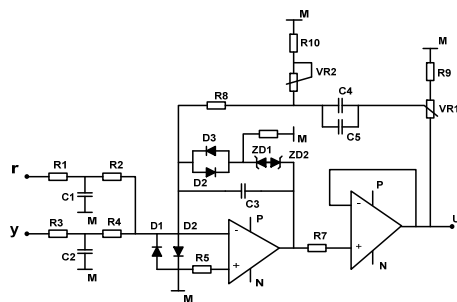 M
M
R10
R9
VR2
VR1
R8
C4
C5
D3
M
ZD1
ZD2
r
R1
R2
D2
C3
C1
P
M
P
y
R3
R4
D1
D2
-
-
U
C2
R5
+
R7
+
M
N
N
M